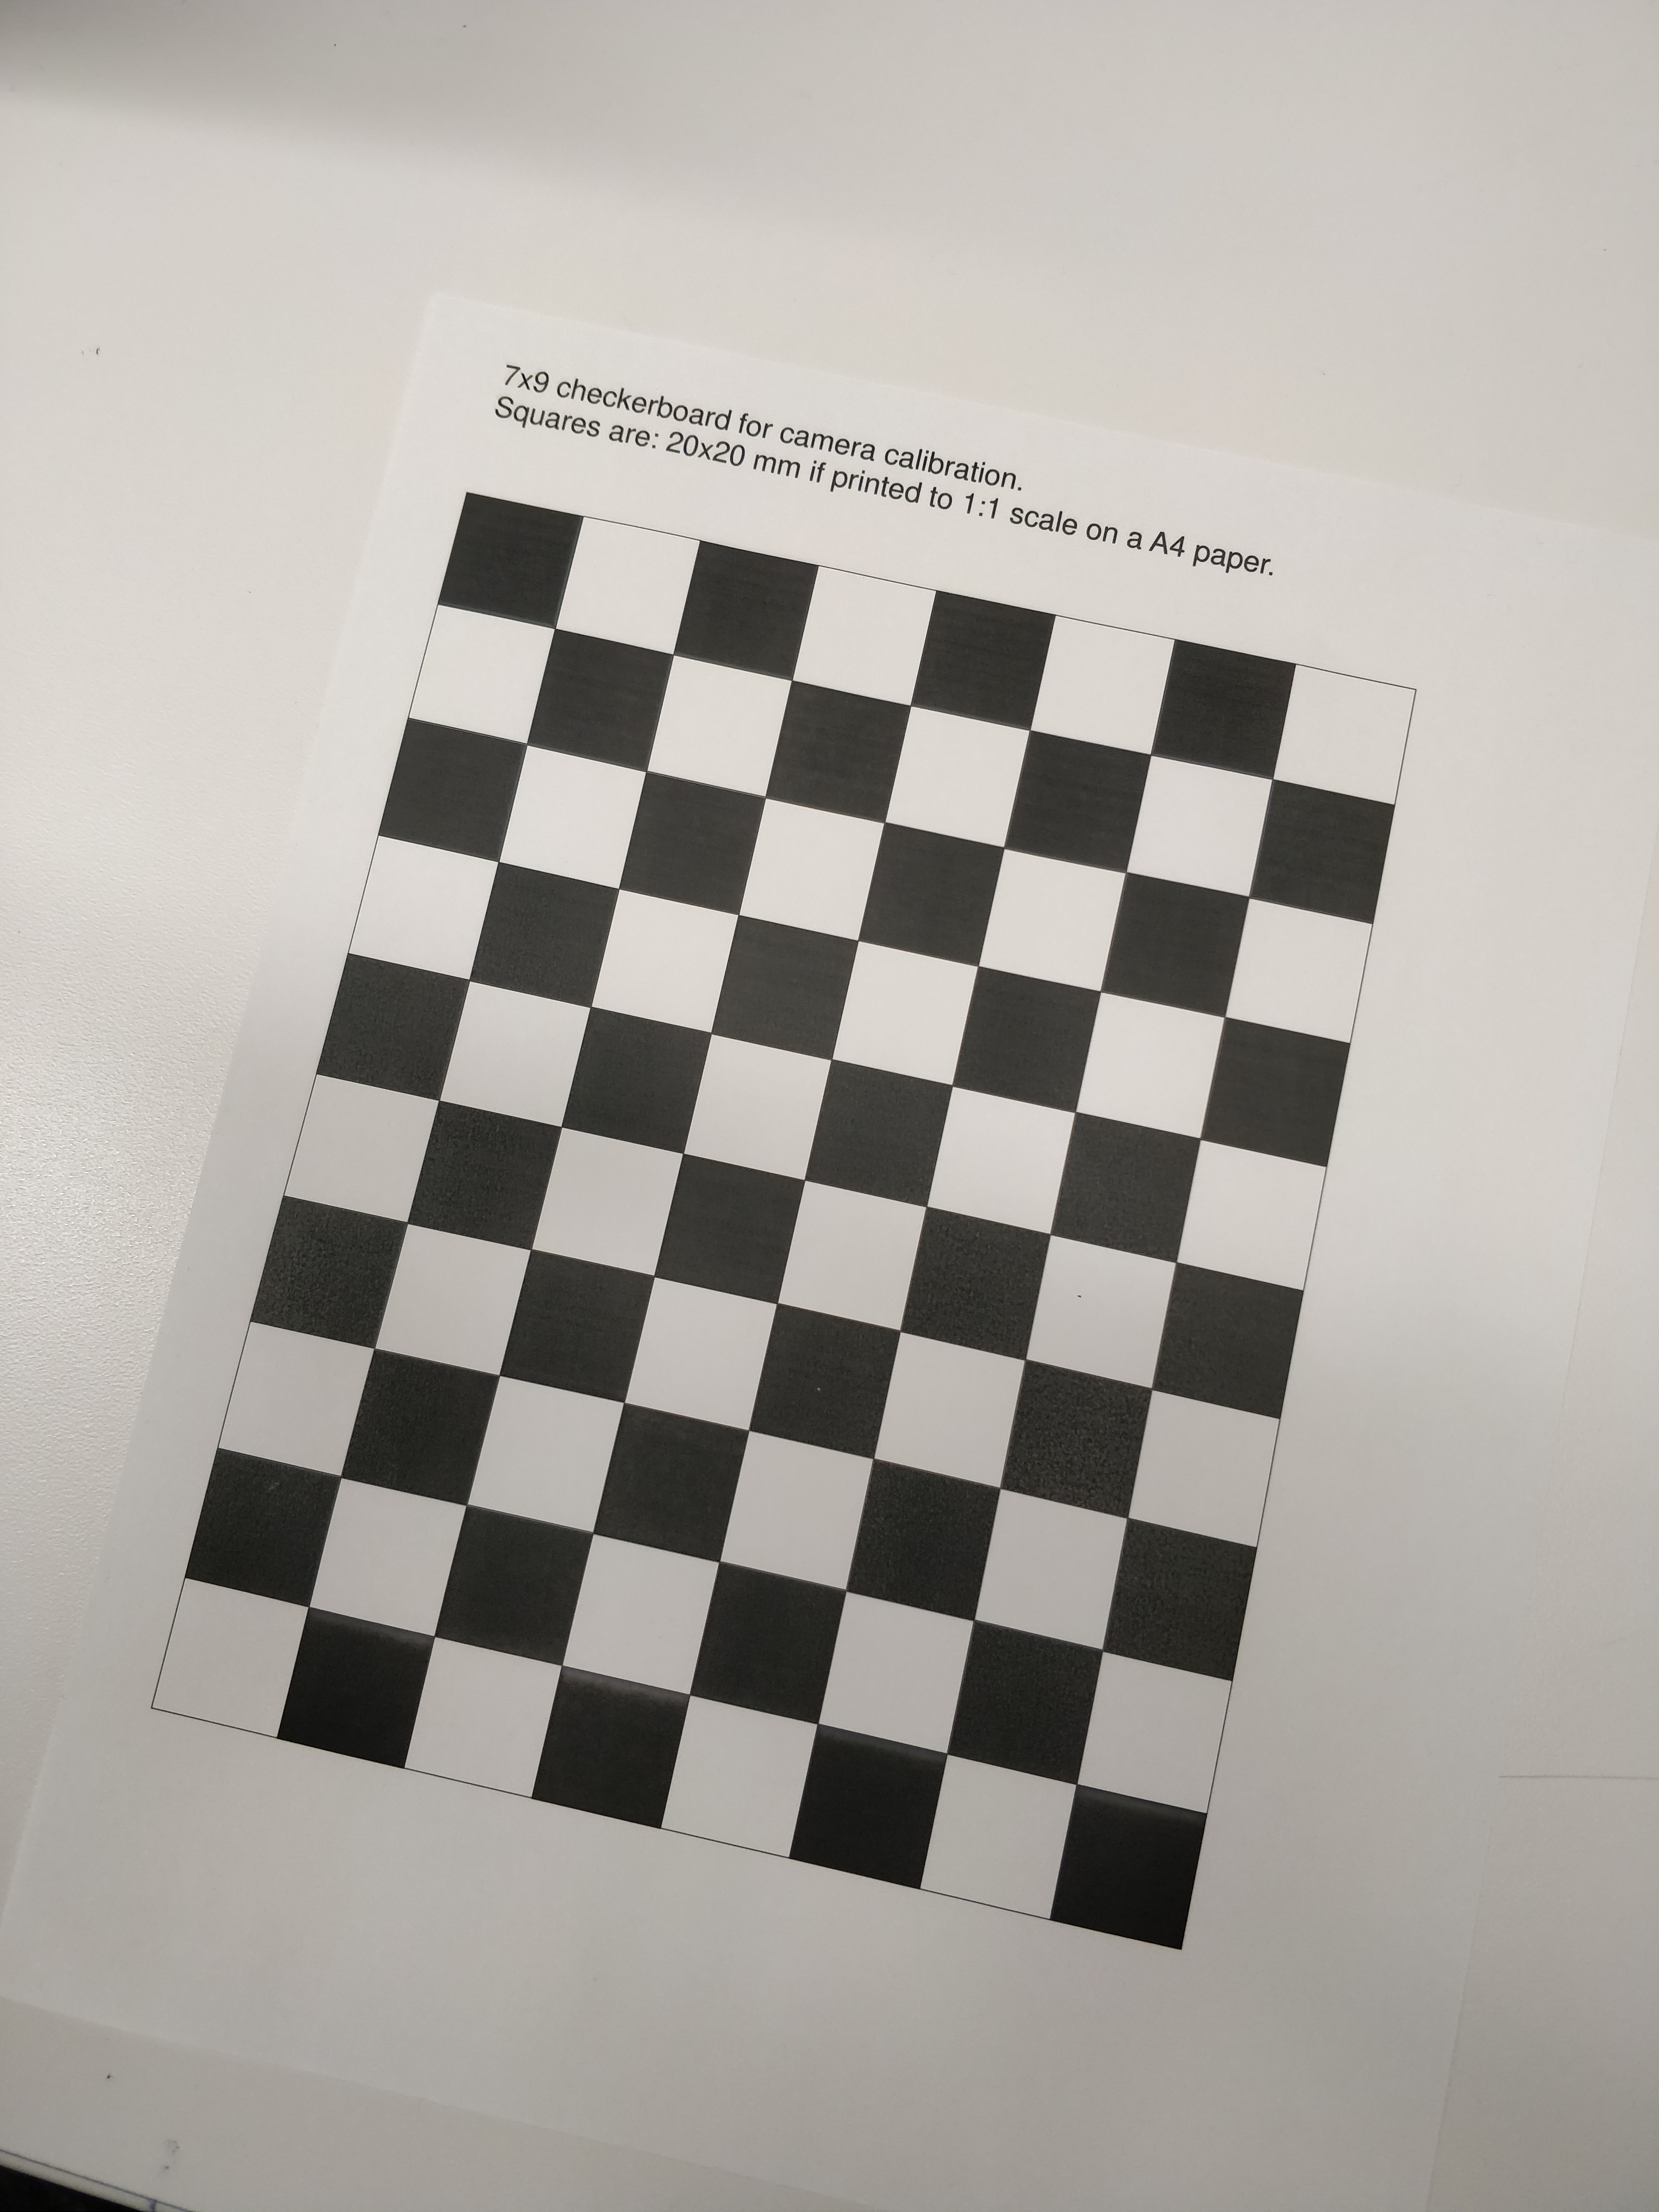 7x9 checkerboard for camera calibration.
Squares are: 20x20 mm if printed to 1:1 scale on a A4 paper.